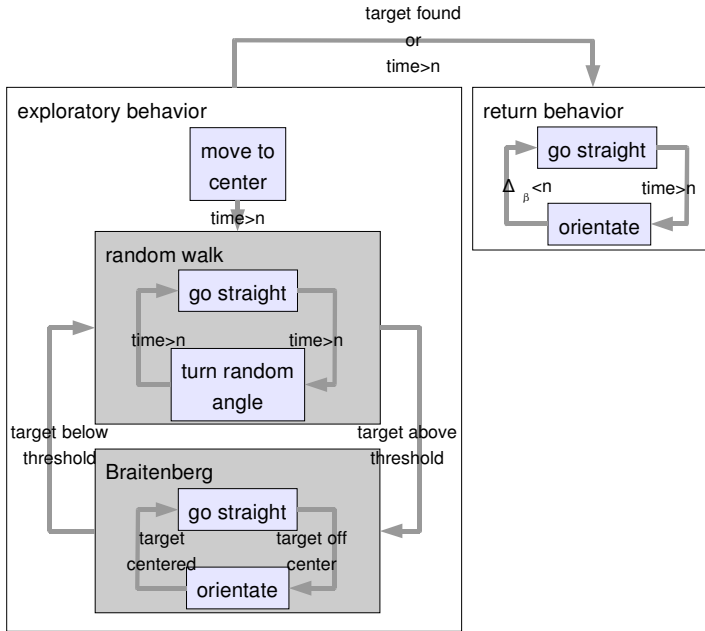 target found
or
time>n
exploratory behavior
move to
center
time>n
random walk
go straight
time>n
time>n
turn random
angle
target below
threshold
target above
threshold
Braitenberg
go straight
target
centered
target off
center
orientate
return behavior
go straight
Δβ<n
time>n
orientate